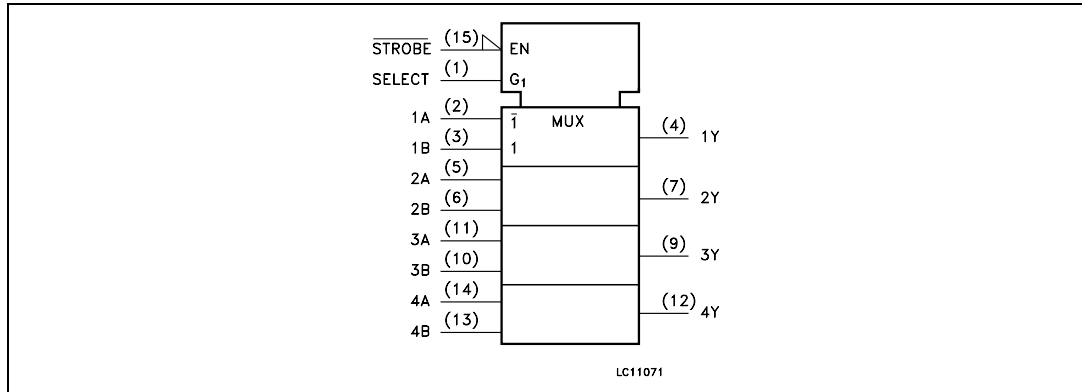 S̅T̅R̅O̅B̅E̅ (15) EN
SELECT (1) G₁
1A (2) 1̅ MUX
(4) 1Y
1B (3) 1
2A (5)
(7) 2Y
2B (6)
3A (11)
(9) 3Y
3B (10)
4A (14)
(12) 4Y
4B (13)
LC11071